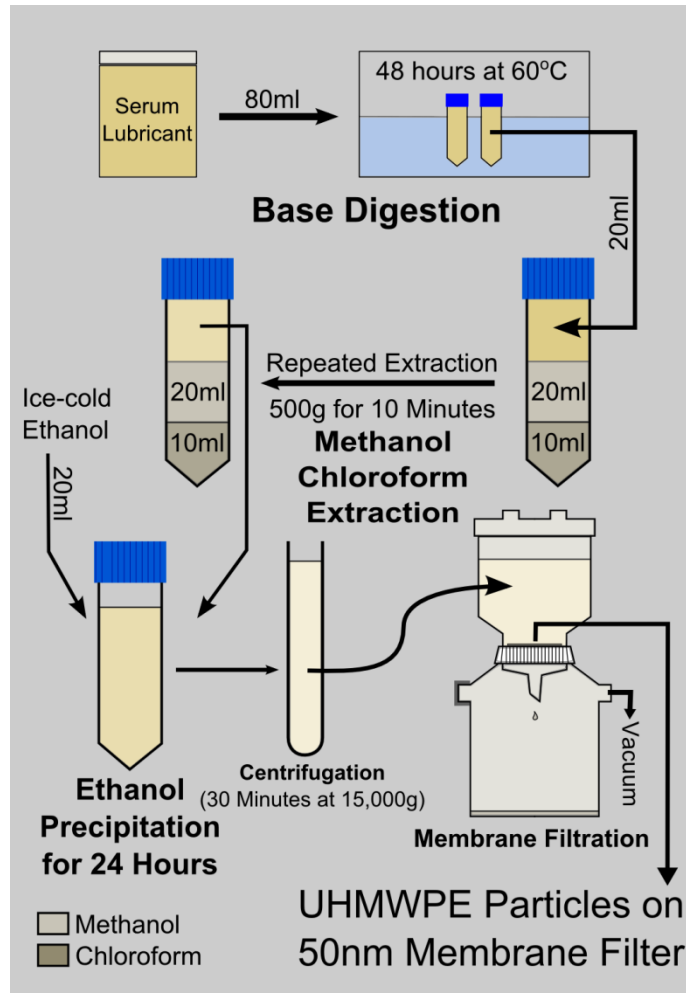 Serum
Lubricant
80ml
48 hours at 60°C
Base Digestion
20ml
Repeated Extraction
500g for 10 Minutes
Methanol
Chloroform
Extraction
20ml
10ml
20ml
10ml
Ice-cold
Ethanol
20ml
Ethanol
Precipitation
for 24 Hours
Centrifugation
(30 Minutes at 15,000g)
Vacuum
Membrane Filtration
Methanol
Chloroform
UHMWPE Particles on
50nm Membrane Filter